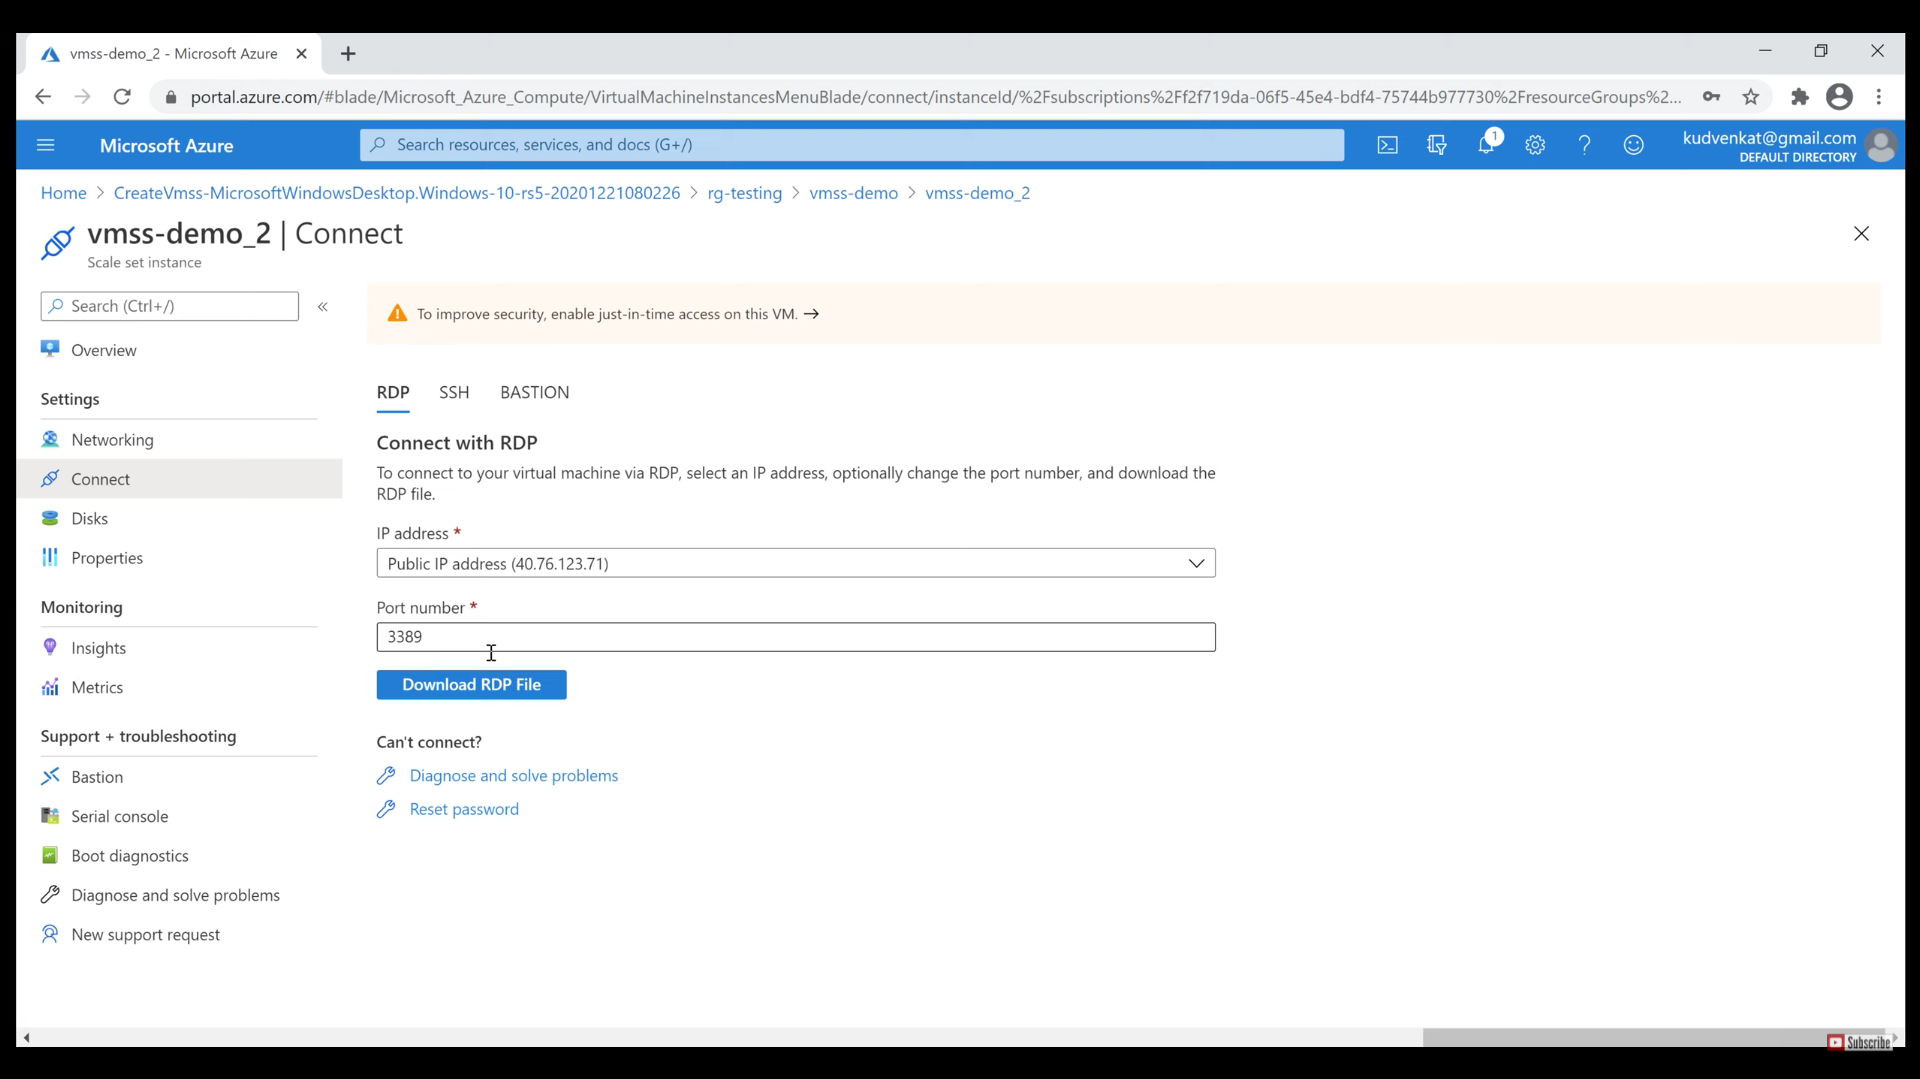 vmss-demo_2 - Microsoft Azure
portal.azure.com/#blade/Microsoft_Azure_Compute/VirtualMachineInstancesMenuBlade/connect/instanceId/%2Fsubscriptions%2Ff2f719da-06f5-45e4-bdf4-75744b977730%2FresourceGroups%2...
Microsoft Azure
Search resources, services, and docs (G+/)
1
kudvenkat@gmail.com
DEFAULT DIRECTORY
Home > CreateVmss-MicrosoftWindowsDesktop.Windows-10-rs5-20201221080226 > rg-testing > vmss-demo > vmss-demo_2
vmss-demo_2 | Connect
Scale set instance
Search (Ctrl+/)
«
Overview
Settings
Networking
Connect
Disks
Properties
Monitoring
Insights
Metrics
Support + troubleshooting
Bastion
Serial console
Boot diagnostics
Diagnose and solve problems
New support request
To improve security, enable just-in-time access on this VM. →
RDP SSH BASTION
Connect with RDP
To connect to your virtual machine via RDP, select an IP address, optionally change the port number, and download the
RDP file.
IP address *
Public IP address (40.76.123.71)
Port number *
3389
Download RDP File
Can't connect?
Diagnose and solve problems
Reset password
Subscribe